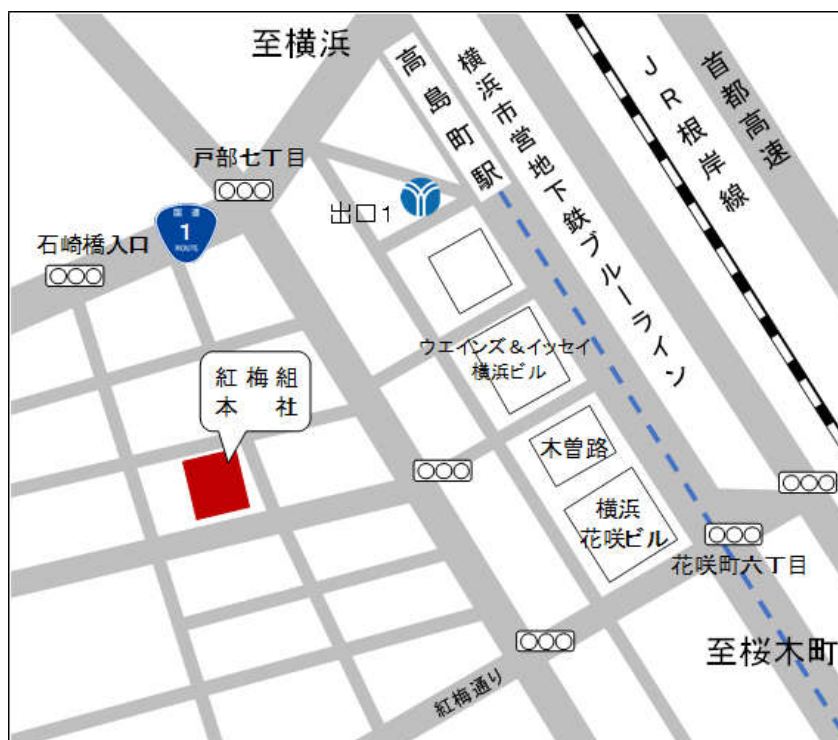 至横浜
高島町駅
横浜市営地下鉄ブルーライン
JR根岸線
首都高速
戸部七丁目
国道
1
ROUTE
出口1
石崎橋入口
ウエインズ&イッセイ
横浜ビル
紅梅組
本社
木曽路
横浜
花咲ビル
花咲町六丁目
至桜木町
紅梅通り